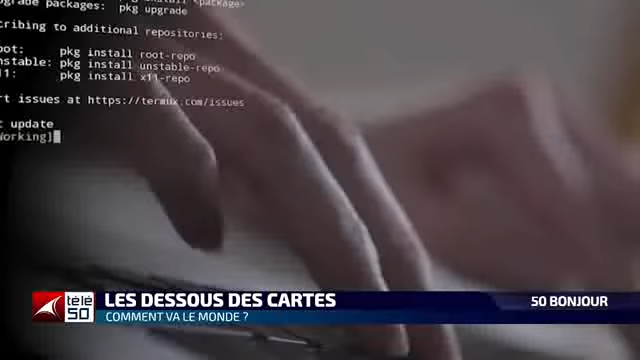 grade packages: pkg upgrade
cribing to additional repositories:
oot: pkg install root-repo
nstable: pkg install unstable-repo
11: pkg install x11-repo
rt issues at https://termux.com/issues
t update
Working]
télé 50
LES DESSOUS DES CARTES
50 BONJOUR
COMMENT VA LE MONDE ?